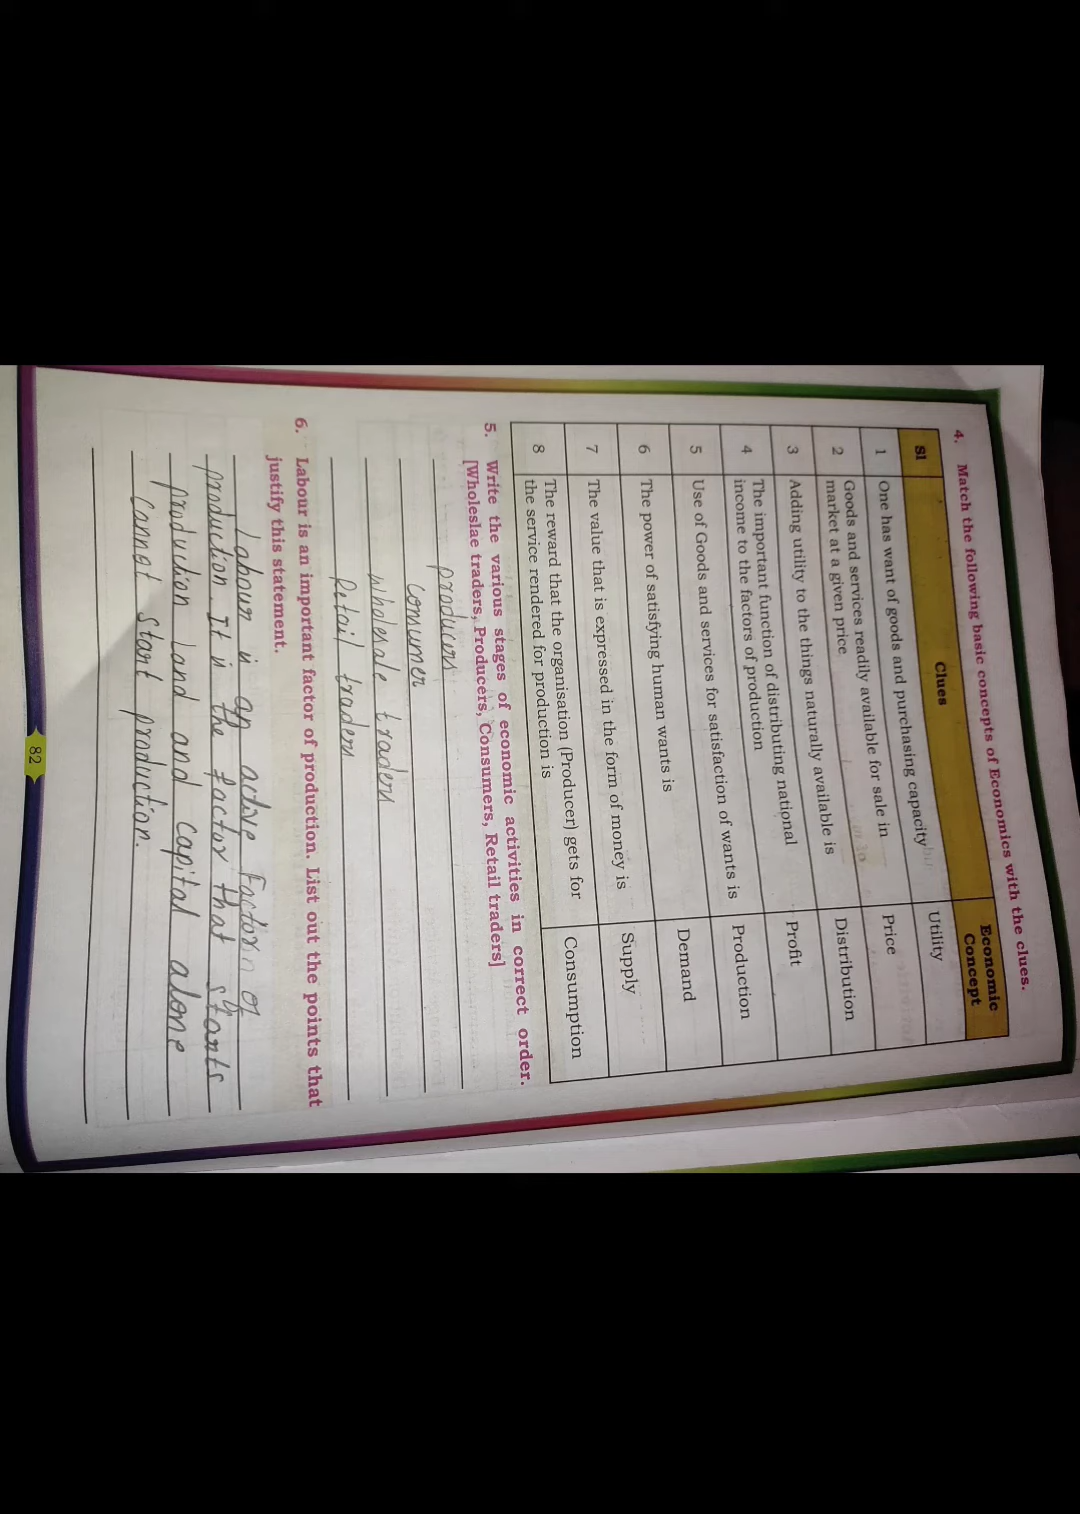 4. Match the following basic concepts of Economics with the clues.
Sl Clues Economic Concept
1 One has want of goods and purchasing capacity Utility
2 Goods and services readily available for sale in market at a given price Price
3 Adding utility to the things naturally available is Distribution
4 The important function of distributing national income to the factors of production Profit
5 Use of Goods and services for satisfaction of wants is Production
6 The power of satisfying human wants is Demand
7 The value that is expressed in the form of money is Supply
8 The reward that the organisation (Producer) gets for the service rendered for production is Consumption
5. Write the various stages of economic activities in correct order.
[Wholeslae traders, Producers, Consumers, Retail traders]
producers
consumer
wholesale traders
Retail traders
6. Labour is an important factor of production. List out the points that
justify this statement.
Labour is an active Factor of
production. It is the factor that starts
production land and capital alone
cannot start production.
82